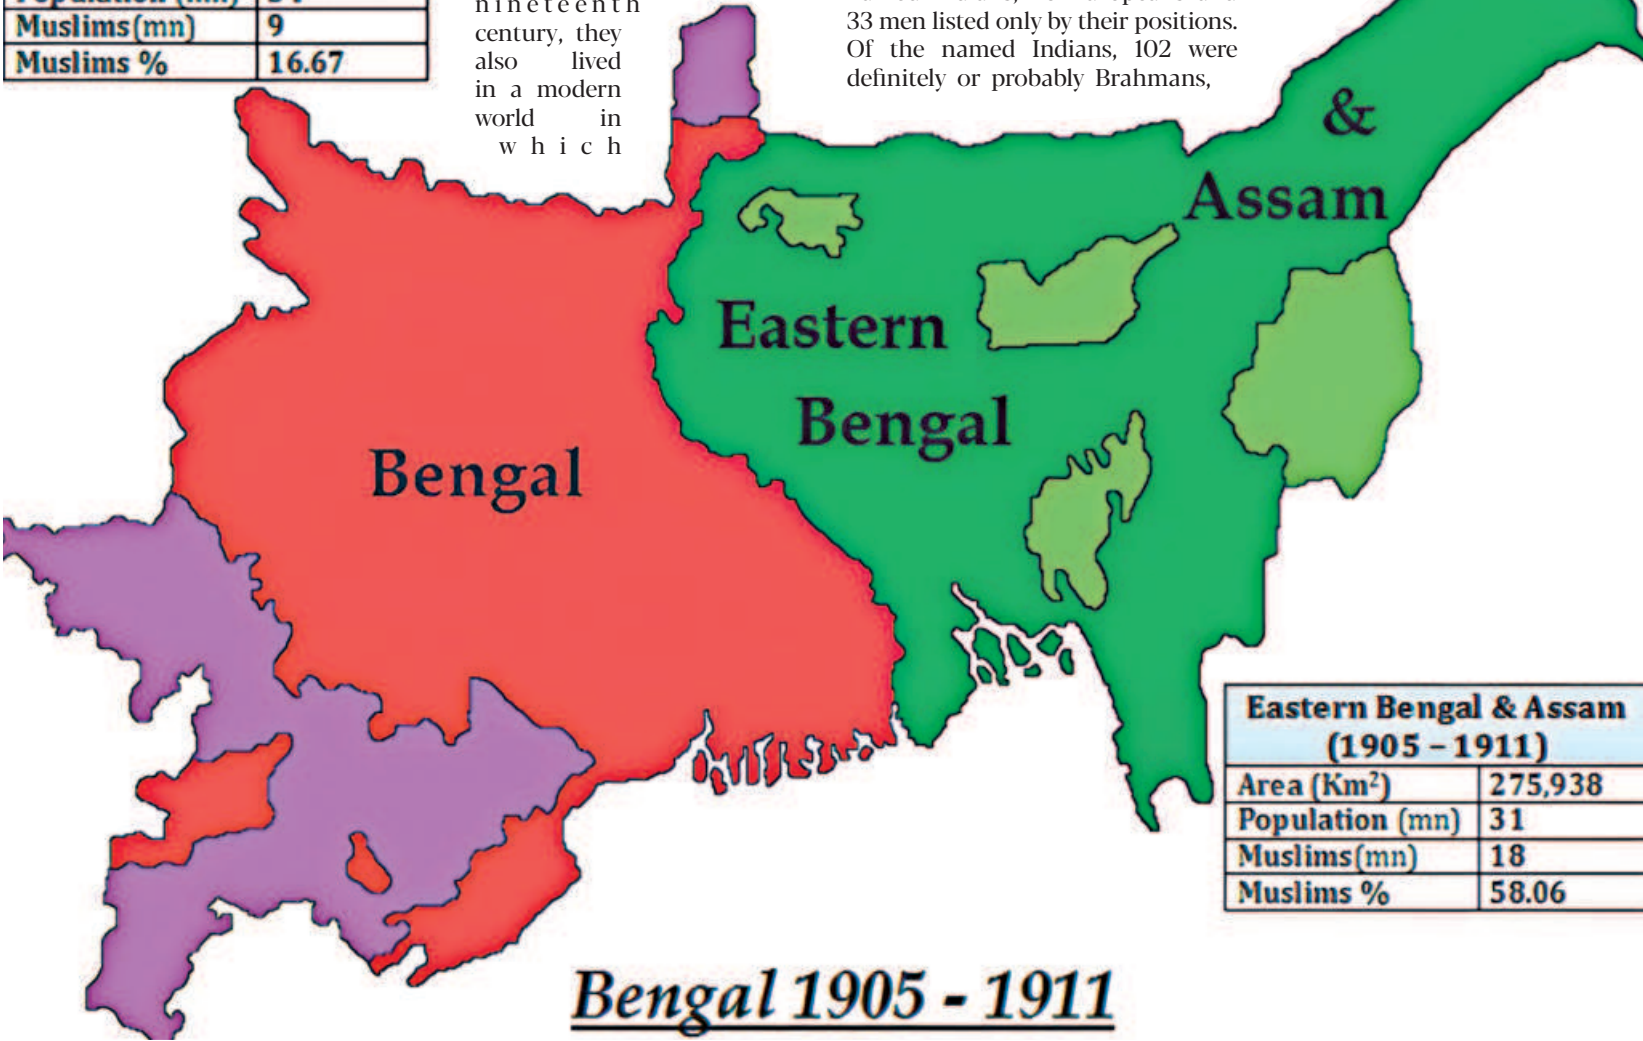 Muslims (mn) 9
Muslims % 16.67
nineteenth
century, they
also lived
in a modern
world in
which
33 men listed only by their positions.
Of the named Indians, 102 were
definitely or probably Brahmans,
&
Assam
Eastern
Bengal
Bengal
Eastern Bengal & Assam
(1905 – 1911)
Area (Km²) 275,938
Population (mn) 31
Muslims (mn) 18
Muslims % 58.06
Bengal 1905 - 1911